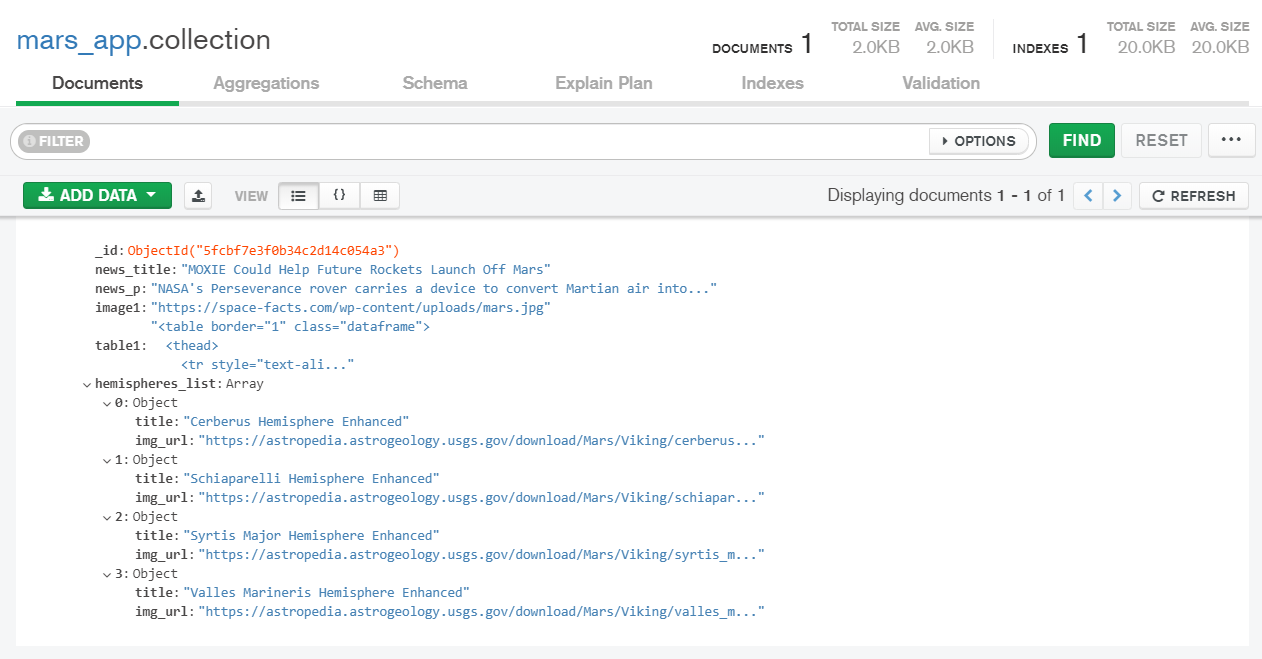 mars_app.collection
DOCUMENTS 1 TOTAL SIZE 2.0KB AVG. SIZE 2.0KB INDEXES 1 TOTAL SIZE 20.0KB AVG. SIZE 20.0KB
Documents Aggregations Schema Explain Plan Indexes Validation
FILTER OPTIONS FIND RESET ...
ADD DATA VIEW {} Displaying documents 1 - 1 of 1 REFRESH
_id: ObjectId("5fcbf7e3f0b34c2d14c054a3")
news_title: "MOXIE Could Help Future Rockets Launch Off Mars"
news_p: "NASA's Perseverance rover carries a device to convert Martian air into..."
image1: "https://space-facts.com/wp-content/uploads/mars.jpg"
"<table border="1" class="dataframe">
table1: <thead>
<tr style="text-ali..."
hemispheres_list: Array
0: Object
title: "Cerberus Hemisphere Enhanced"
img_url: "https://astropedia.astrogeology.usgs.gov/download/Mars/Viking/cerberus..."
1: Object
title: "Schiaparelli Hemisphere Enhanced"
img_url: "https://astropedia.astrogeology.usgs.gov/download/Mars/Viking/schiapar..."
2: Object
title: "Syrtis Major Hemisphere Enhanced"
img_url: "https://astropedia.astrogeology.usgs.gov/download/Mars/Viking/syrtis_m..."
3: Object
title: "Valles Marineris Hemisphere Enhanced"
img_url: "https://astropedia.astrogeology.usgs.gov/download/Mars/Viking/valles_m..."